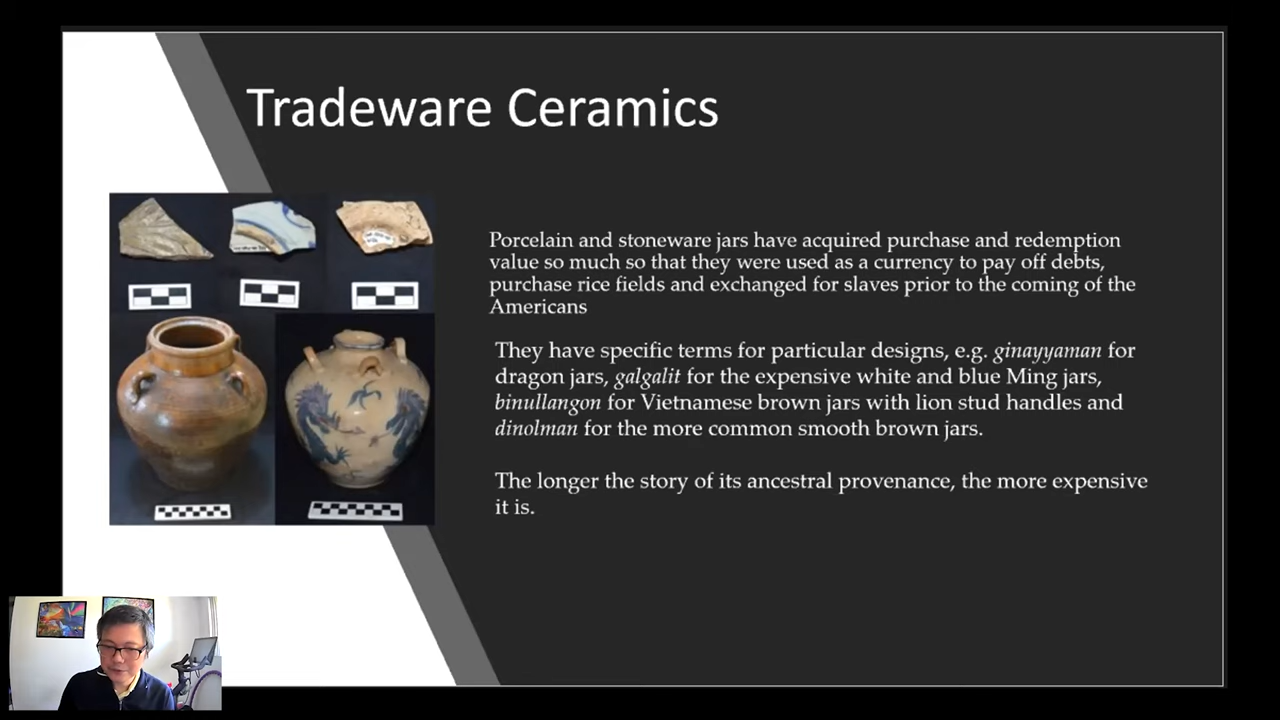 Tradeware Ceramics
Porcelain and stoneware jars have acquired purchase and redemption
value so much so that they were used as a currency to pay off debts,
purchase rice fields and exchanged for slaves prior to the coming of the
Americans
They have specific terms for particular designs, e.g. ginayyaman for
dragon jars, galgalit for the expensive white and blue Ming jars,
binullangon for Vietnamese brown jars with lion stud handles and
dinolman for the more common smooth brown jars.
The longer the story of its ancestral provenance, the more expensive
it is.